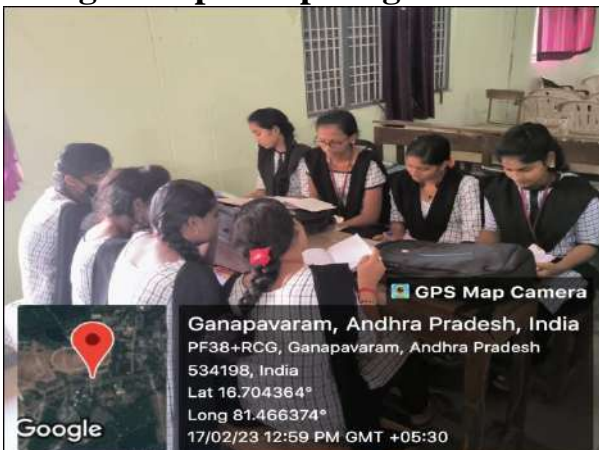 GPS Map Camera
Ganapavaram, Andhra Pradesh, India
PF38+RCG, Ganapavaram, Andhra Pradesh
534198, India
Lat 16.704364°
Long 81.466374°
17/02/23 12:59 PM GMT +05:30
Google